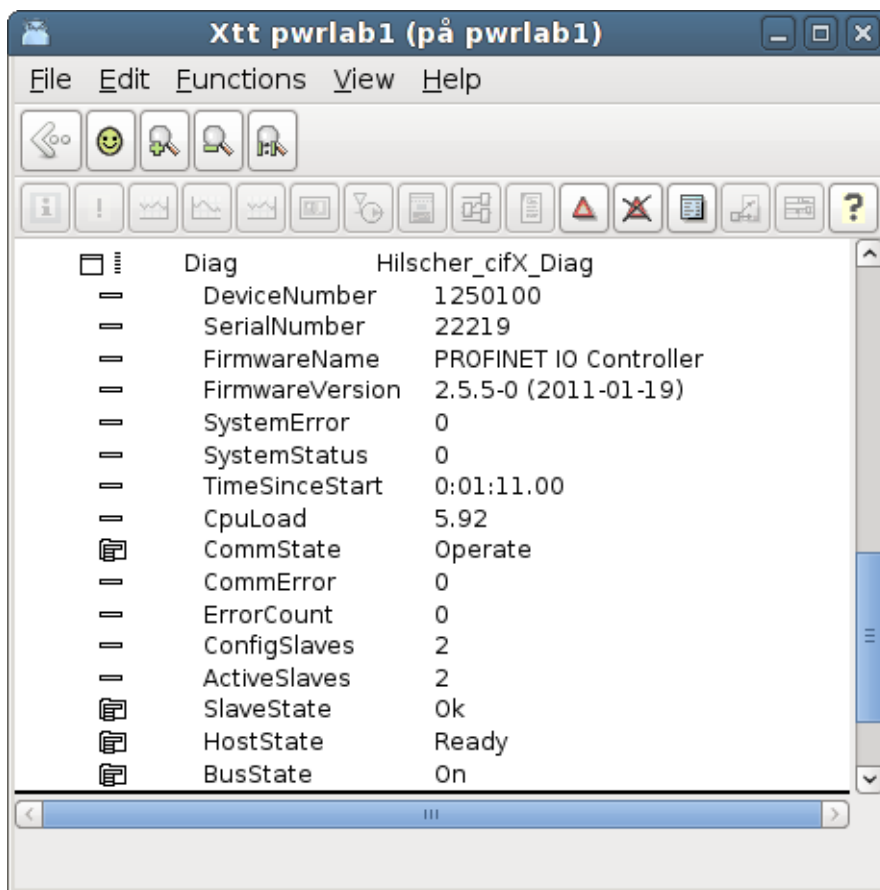 Xtt pwrlab1 (på pwrlab1)
File Edit Functions View Help
Diag Hilscher_cifX_Diag
DeviceNumber 1250100
SerialNumber 22219
FirmwareName PROFINET IO Controller
FirmwareVersion 2.5.5-0 (2011-01-19)
SystemError 0
SystemStatus 0
TimeSinceStart 0:01:11.00
CpuLoad 5.92
CommState Operate
CommError 0
ErrorCount 0
ConfigSlaves 2
ActiveSlaves 2
SlaveState Ok
HostState Ready
BusState On